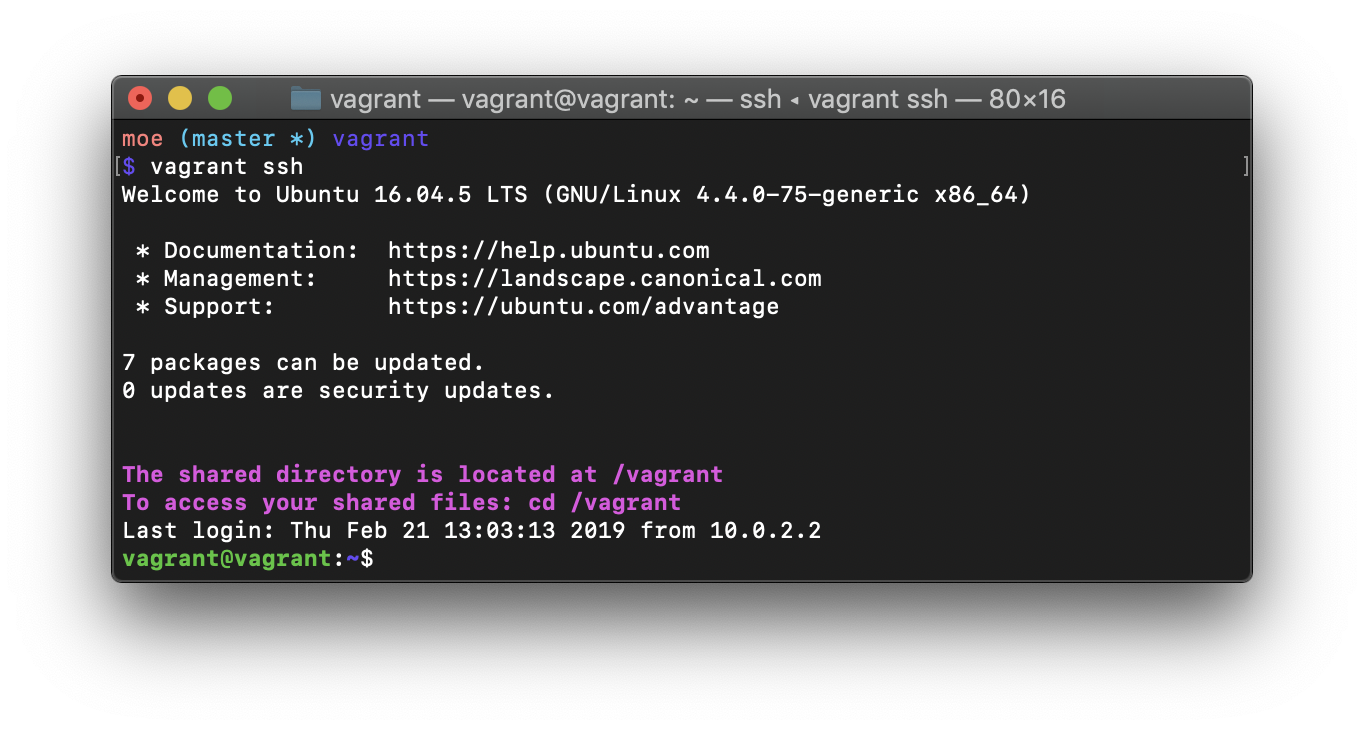 vagrant — vagrant@vagrant: ~ — ssh ◂ vagrant ssh — 80×16
moe (master *) vagrant
[$ vagrant ssh ]
Welcome to Ubuntu 16.04.5 LTS (GNU/Linux 4.4.0-75-generic x86_64)
 * Documentation:  https://help.ubuntu.com
 * Management:     https://landscape.canonical.com
 * Support:        https://ubuntu.com/advantage
7 packages can be updated.
0 updates are security updates.
The shared directory is located at /vagrant
To access your shared files: cd /vagrant
Last login: Thu Feb 21 13:03:13 2019 from 10.0.2.2
vagrant@vagrant:~$